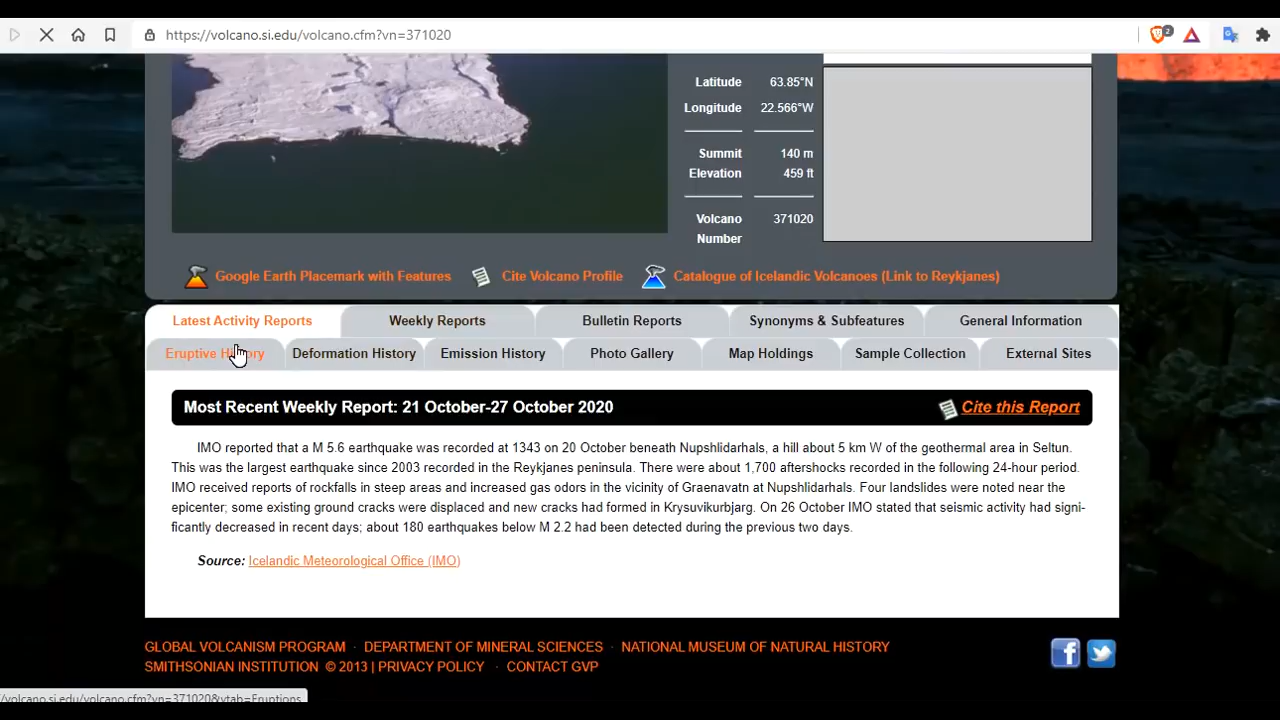 https://volcano.si.edu/volcano.cfm?vn=371020
2
Latitude 63.85°N
Longitude 22.566°W
Summit 140 m
Elevation 459 ft
Volcano 371020
Number
Google Earth Placemark with Features Cite Volcano Profile Catalogue of Icelandic Volcanoes (Link to Reykjanes)
Latest Activity Reports Weekly Reports Bulletin Reports Synonyms & Subfeatures General Information
Eruptive History Deformation History Emission History Photo Gallery Map Holdings Sample Collection External Sites
Most Recent Weekly Report: 21 October-27 October 2020 Cite this Report
IMO reported that a M 5.6 earthquake was recorded at 1343 on 20 October beneath Nupshlidarhals, a hill about 5 km W of the geothermal area in Seltun.
This was the largest earthquake since 2003 recorded in the Reykjanes peninsula. There were about 1,700 aftershocks recorded in the following 24-hour period.
IMO received reports of rockfalls in steep areas and increased gas odors in the vicinity of Graenavatn at Nupshlidarhals. Four landslides were noted near the
epicenter; some existing ground cracks were displaced and new cracks had formed in Krysuvikurbjarg. On 26 October IMO stated that seismic activity had signi-
ficantly decreased in recent days; about 180 earthquakes below M 2.2 had been detected during the previous two days.
Source: Icelandic Meteorological Office (IMO)
GLOBAL VOLCANISM PROGRAM · DEPARTMENT OF MINERAL SCIENCES · NATIONAL MUSEUM OF NATURAL HISTORY
SMITHSONIAN INSTITUTION © 2013 | PRIVACY POLICY · CONTACT GVP
/volcano.si.edu/volcano.cfm?vn=371020&vtab=Eruptions